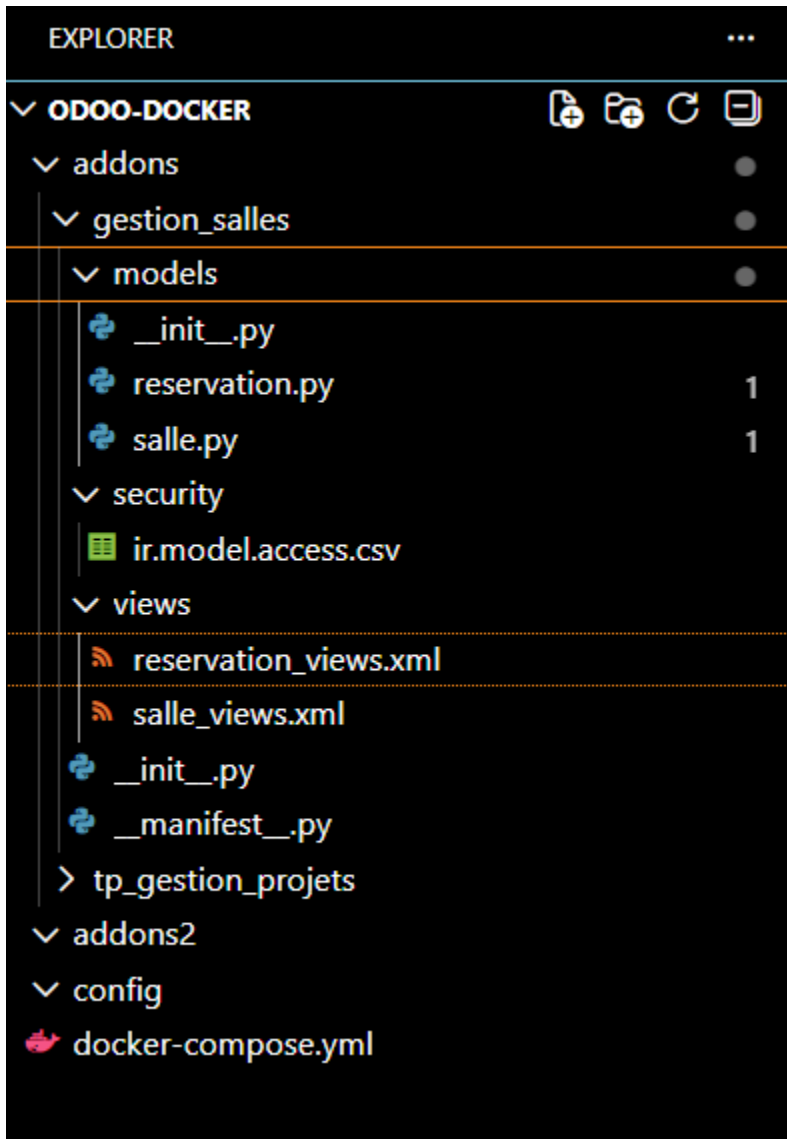 EXPLORER
ODOO-DOCKER
addons
gestion_salles
models
__init__.py
reservation.py 1
salle.py 1
security
ir.model.access.csv
views
reservation_views.xml
salle_views.xml
__init__.py
__manifest__.py
tp_gestion_projets
addons2
config
docker-compose.yml